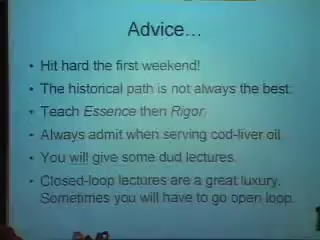 Advice...
• Hit hard the first weekend!
• The historical path is not always the best.
• Teach Essence then Rigor.
• Always admit when serving cod-liver oil.
• You will give some dud lectures.
• Closed-loop lectures are a great luxury.
Sometimes you will have to go open loop.